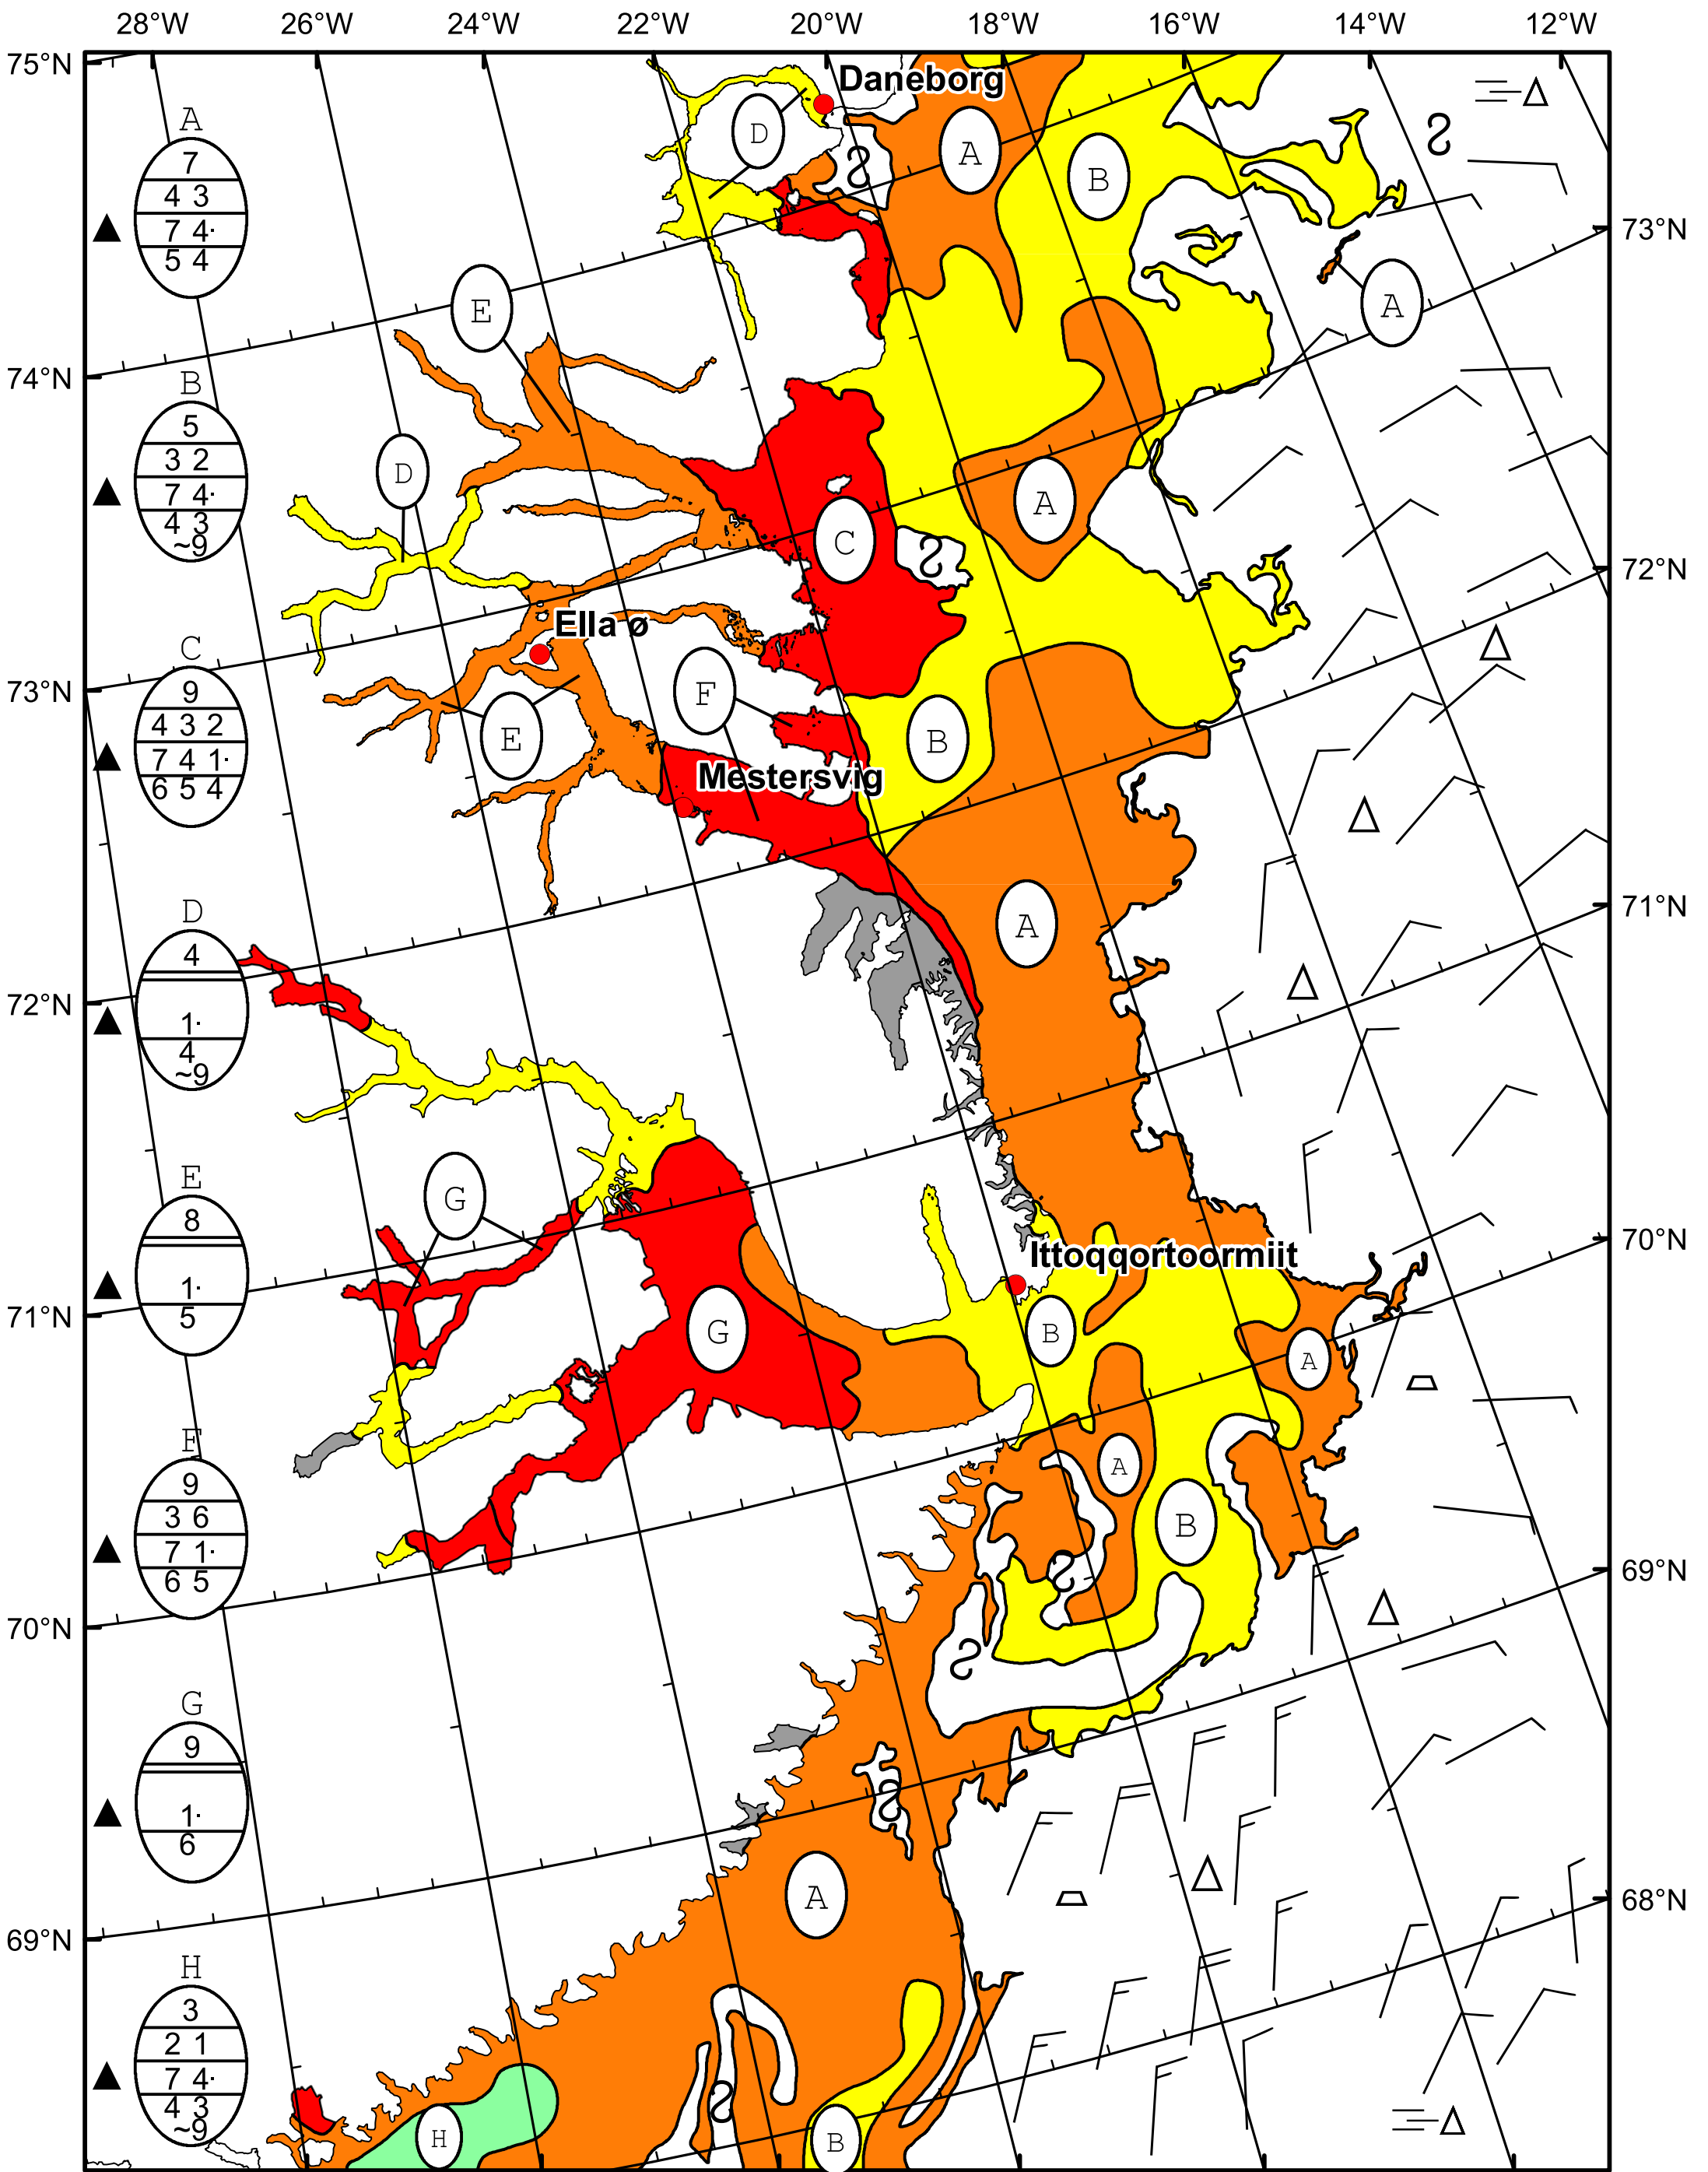 28°W 26°W 24°W 22°W 20°W 18°W 16°W 14°W 12°W
75°N
Daneborg
A
7
4 3
7 4·
5 4
D
A
B
S
S
73°N
E
A
74°N
B
5
3 2
7 4·
4 3
~9
D
A
C
S
72°N
Ella ø
C
9
4 3 2
7 4 1·
6 5 4
73°N
F
E
B
Mestersvig
71°N
A
D
4
1·
4
~9
72°N
E
8
1·
5
G
70°N
Ittoqqortoormiit
71°N
G
B
A
F
9
3 6
7 1·
6 5
A
B
S
69°N
70°N
S
G
9
1·
6
S
A
68°N
69°N
H
3
2 1
7 4·
4 3
~9
S
H
B